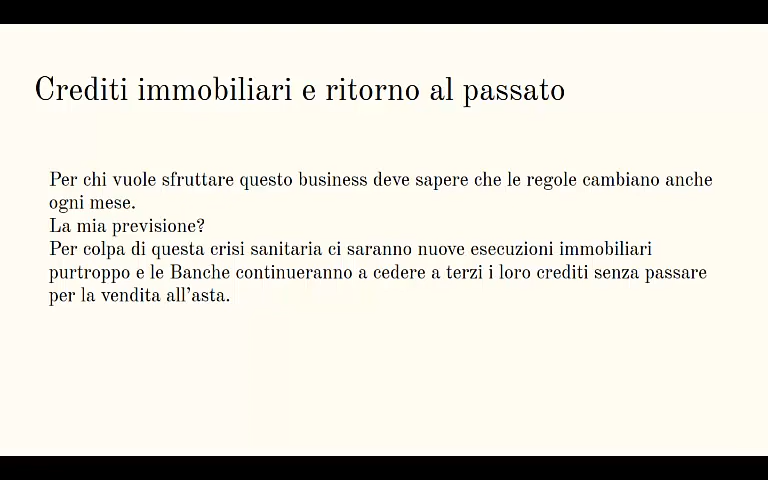 Crediti immobiliari e ritorno al passato
Per chi vuole sfruttare questo business deve sapere che le regole cambiano anche
ogni mese.
La mia previsione?
Per colpa di questa crisi sanitaria ci saranno nuove esecuzioni immobiliari
purtroppo e le Banche continueranno a cedere a terzi i loro crediti senza passare
per la vendita all'asta.